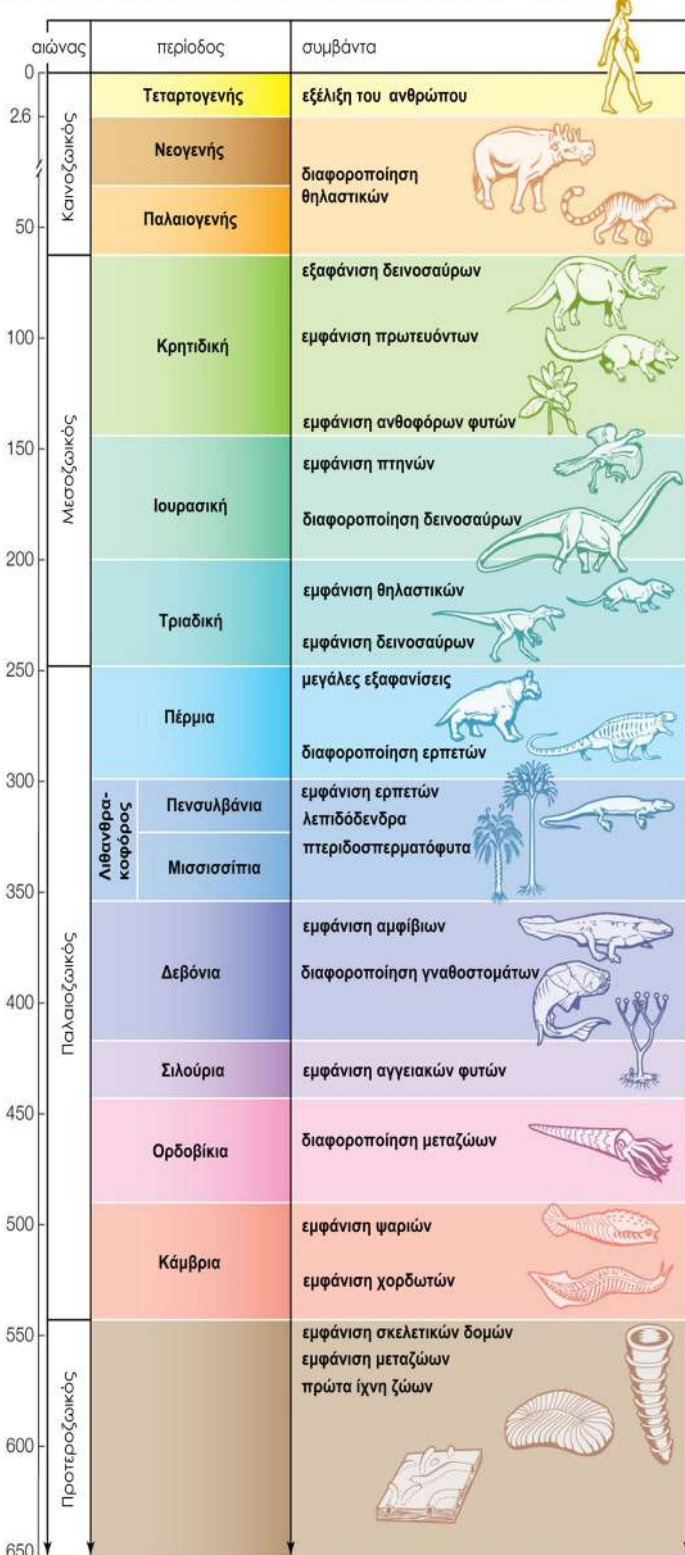 αιώνας περίοδος συμβάντα
0
Τεταρτογενής εξέλιξη του ανθρώπου
2.6
Καινοζωικός
Νεογενής
διαφοροποίηση
θηλαστικών
Παλαιογενής
50
Μεσοζωικός
εξαφάνιση δεινοσαύρων
100
Κρητιδική
εμφάνιση πρωτευόντων
εμφάνιση ανθοφόρων φυτών
150
εμφάνιση πτηνών
Ιουρασική
διαφοροποίηση δεινοσαύρων
200
εμφάνιση θηλαστικών
Τριαδική
εμφάνιση δεινοσαύρων
250
Παλαιοζωικός
μεγάλες εξαφανίσεις
Πέρμια
διαφοροποίηση ερπετών
300
Λιθανθρα-
κοφόρος
Πενσυλβάνια
εμφάνιση ερπετών
λεπιδόδενδρα
πτεριδοσπερματόφυτα
Μισσισσίπια
350
εμφάνιση αμφίβιων
Δεβόνια
διαφοροποίηση γναθοστομάτων
400
Σιλούρια
εμφάνιση αγγειακών φυτών
450
Ορδοβίκια
διαφοροποίηση μεταζώων
500
εμφάνιση ψαριών
Κάμβρια
εμφάνιση χορδωτών
550
Προτεροζωικός
εμφάνιση σκελετικών δομών
εμφάνιση μεταζώων
πρώτα ίχνη ζώων
600
650